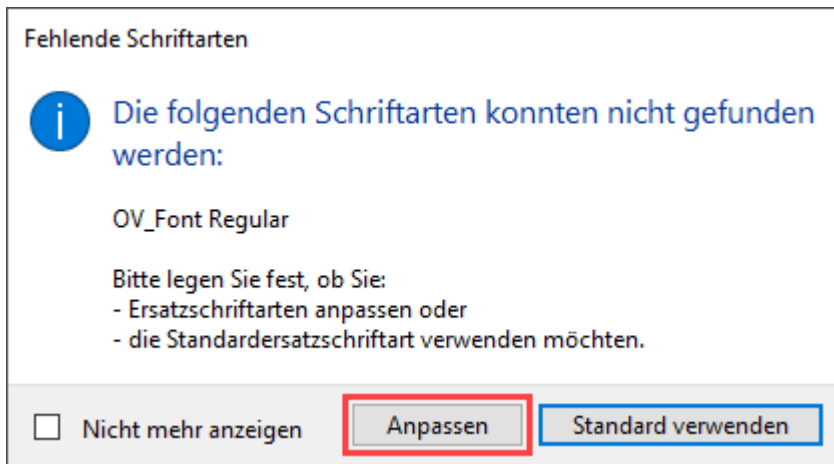 Fehlende Schriftarten
Die folgenden Schriftarten konnten nicht gefunden
werden:
OV_Font Regular
Bitte legen Sie fest, ob Sie:
- Ersatzschriftarten anpassen oder
- die Standardersatzschriftart verwenden möchten.
Nicht mehr anzeigen Anpassen Standard verwenden